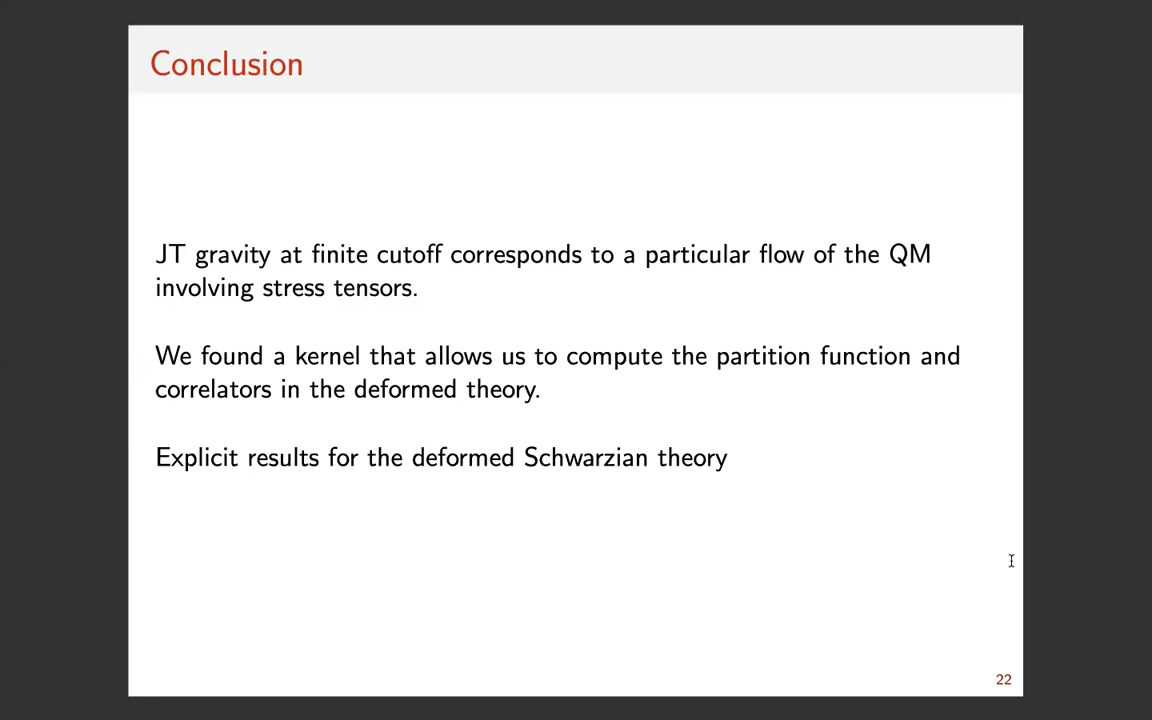 Conclusion
JT gravity at finite cutoff corresponds to a particular flow of the QM
involving stress tensors.
We found a kernel that allows us to compute the partition function and
correlators in the deformed theory.
Explicit results for the deformed Schwarzian theory
22